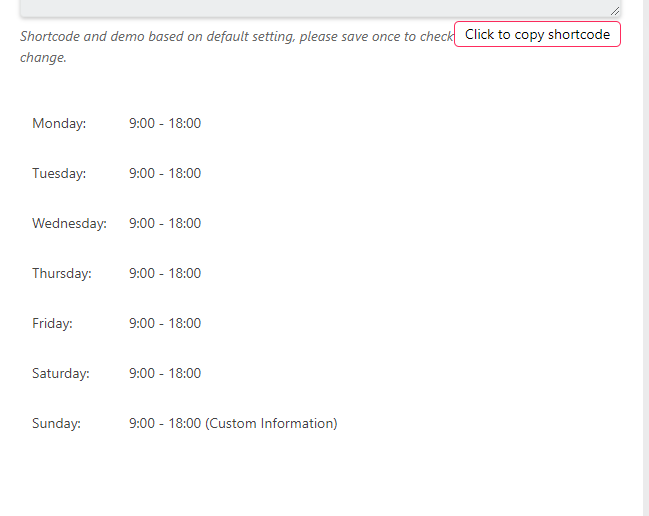 Shortcode and demo based on default setting, please save once to check
Click to copy shortcode
change.
Monday: 9:00 - 18:00
Tuesday: 9:00 - 18:00
Wednesday: 9:00 - 18:00
Thursday: 9:00 - 18:00
Friday: 9:00 - 18:00
Saturday: 9:00 - 18:00
Sunday: 9:00 - 18:00 (Custom Information)